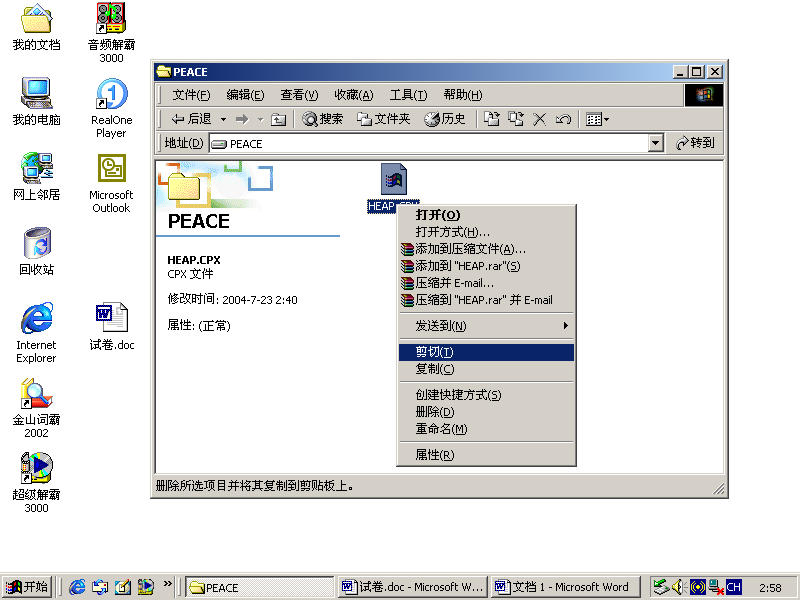 我的文档
音频解霸
3000
我的电脑
RealOne
Player
网上邻居
Microsoft
Outlook
回收站
Internet
Explorer
试卷.doc
金山词霸
2002
超级解霸
3000
PEACE
文件(F) 编辑(E) 查看(V) 收藏(A) 工具(T) 帮助(H)
后退 搜索 文件夹 历史
地址(D) PEACE 转到
PEACE
HEAP.CPX
CPX 文件
修改时间: 2004-7-23 2:40
属性: (正常)
HEAP.CPX
打开(O)
打开方式(H)...
添加到压缩文件(A)...
添加到 "HEAP.rar"(S)
压缩并 E-mail...
压缩到 "HEAP.rar" 并 E-mail
发送到(N)
剪切(T)
复制(C)
创建快捷方式(S)
删除(D)
重命名(M)
属性(R)
删除所选项目并将其复制到剪贴板上。
开始 » PEACE 试卷.doc - Microsoft W... 文档 1 - Microsoft Word CH 2:58